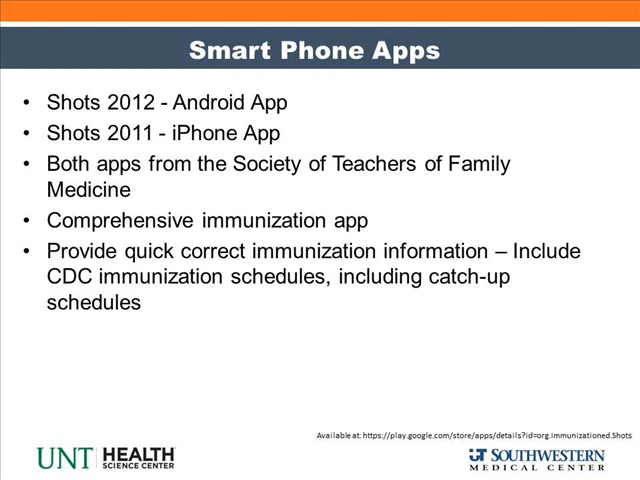 Smart Phone Apps
• Shots 2012 - Android App
• Shots 2011 - iPhone App
• Both apps from the Society of Teachers of Family
Medicine
• Comprehensive immunization app
• Provide quick correct immunization information – Include
CDC immunization schedules, including catch-up
schedules
Available at: https://play.google.com/store/apps/details?id=org.Immunizationed.Shots
UNT HEALTH
SCIENCE CENTER
UT SOUTHWESTERN
MEDICAL CENTER